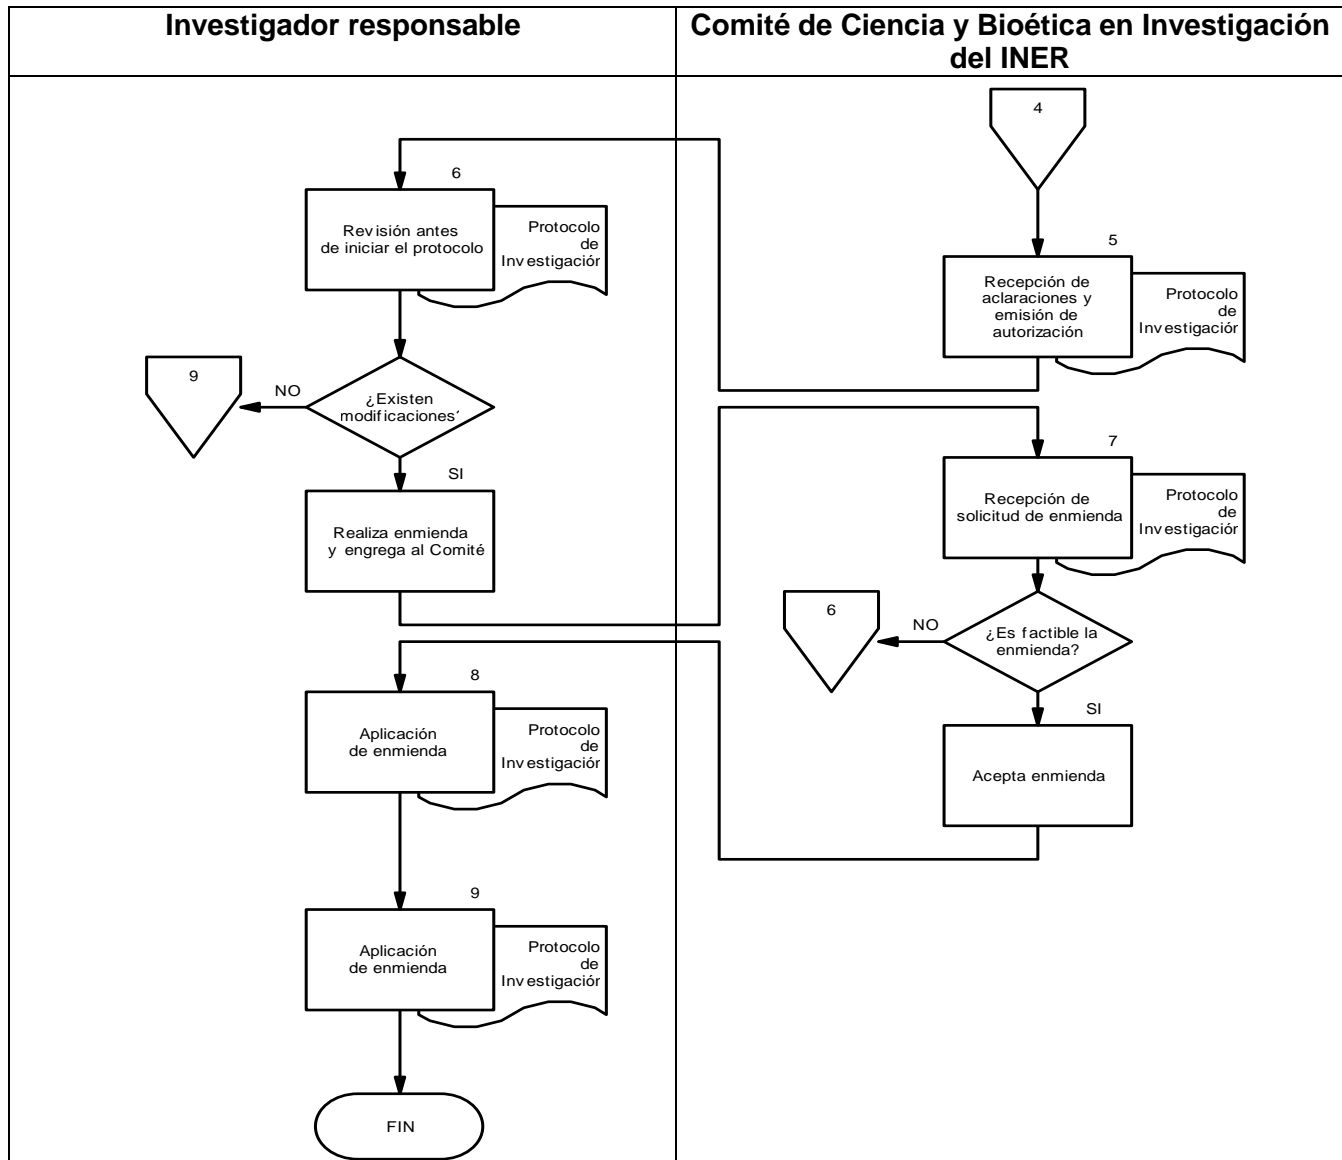 Investigador responsable
Comité de Ciencia y Bioética en Investigación
del INER
4
6
Revisión antes
de iniciar el protocolo
Protocolo
de
Investigaciór
5
Recepción de
aclaraciones y
emisión de
autorización
Protocolo
de
Investigaciór
9
NO
¿Existen
modificaciones
SI
Realiza enmienda
y engrega al Comité
7
Recepción de
solicitud de enmienda
Protocolo
de
Investigaciór
6
NO
¿Es factible la
enmienda?
SI
Acepta enmienda
8
Aplicación
de enmienda
Protocolo
de
Investigaciór
9
Aplicación
de enmienda
Protocolo
de
Investigaciór
FIN